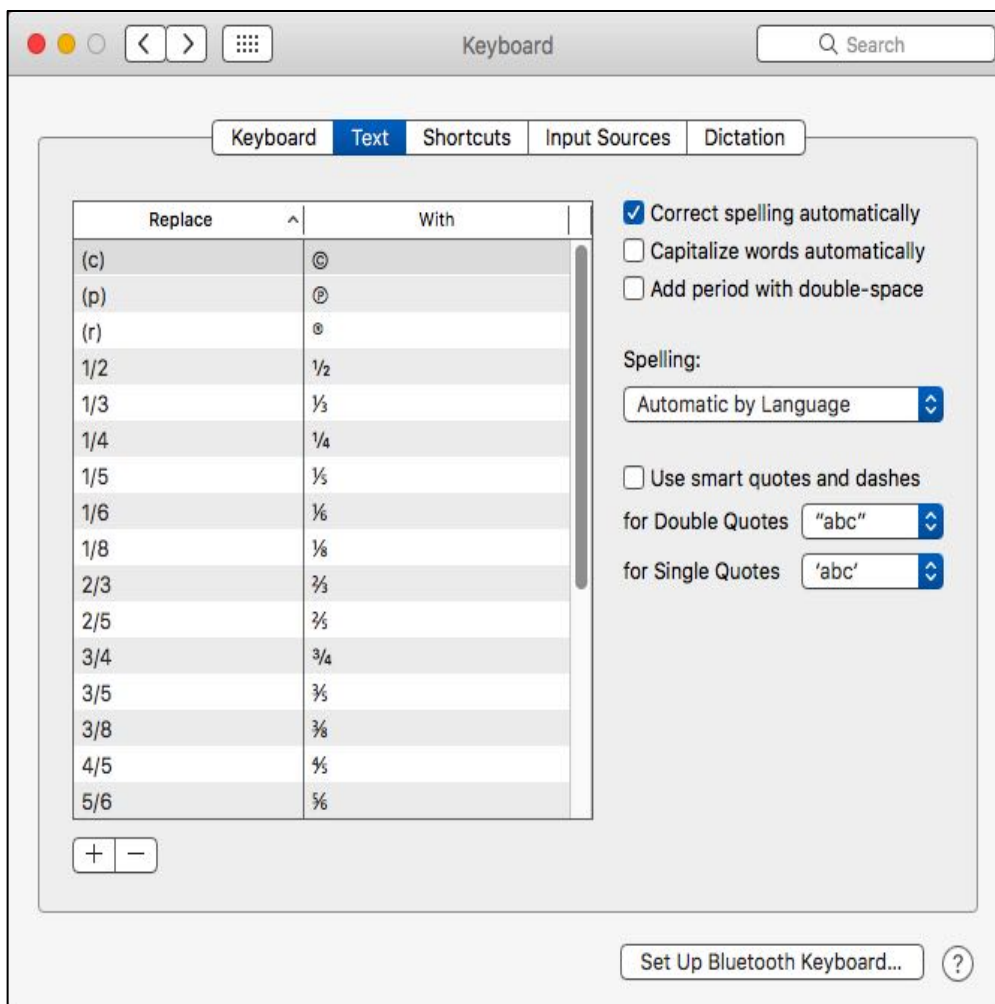 Keyboard
Search
Keyboard Text Shortcuts Input Sources Dictation
Replace With
(c) ©
(p) ℗
(r) ®
1/2 ½
1/3 ⅓
1/4 ¼
1/5 ⅕
1/6 ⅙
1/8 ⅛
2/3 ⅔
2/5 ⅖
3/4 ¾
3/5 ⅗
3/8 ⅜
4/5 ⅘
5/6 ⅚
Correct spelling automatically
Capitalize words automatically
Add period with double-space
Spelling:
Automatic by Language
Use smart quotes and dashes
for Double Quotes “abc”
for Single Quotes ‘abc’
+ −
Set Up Bluetooth Keyboard... ?